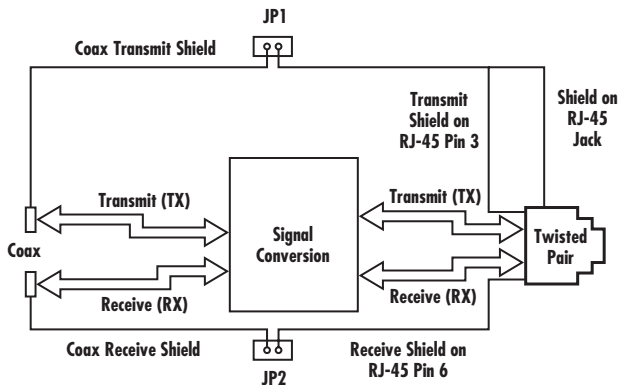 JP1
Coax Transmit Shield
Transmit
Shield on
RJ-45 Pin 3
Shield on
RJ-45
Jack
Transmit (TX)
Transmit (TX)
Coax
Signal
Conversion
Twisted
Pair
Receive (RX)
Receive (RX)
Coax Receive Shield
Receive Shield on
RJ-45 Pin 6
JP2